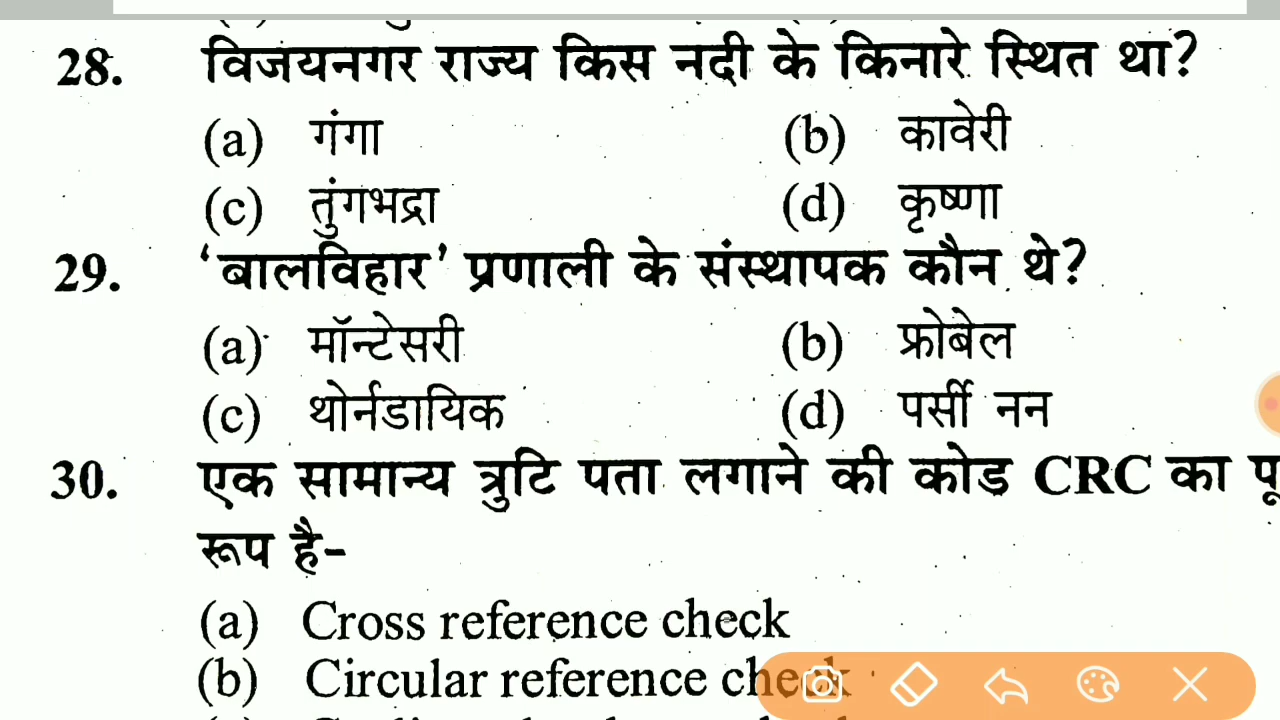 28. विजयनगर राज्य किस नदी के किनारे स्थित था?
(a) गंगा (b) कावेरी
(c) तुंगभद्रा (d) कृष्णा
29. 'बालविहार' प्रणाली के संस्थापक कौन थे?
(a) मॉन्टेसरी (b) फ्रोबेल
(c) थोर्नडायिक (d) पर्सी नन
30. एक सामान्य त्रुटि पता लगाने की कोड CRC का
रूप है-
(a) Cross reference check
(b) Circular reference check